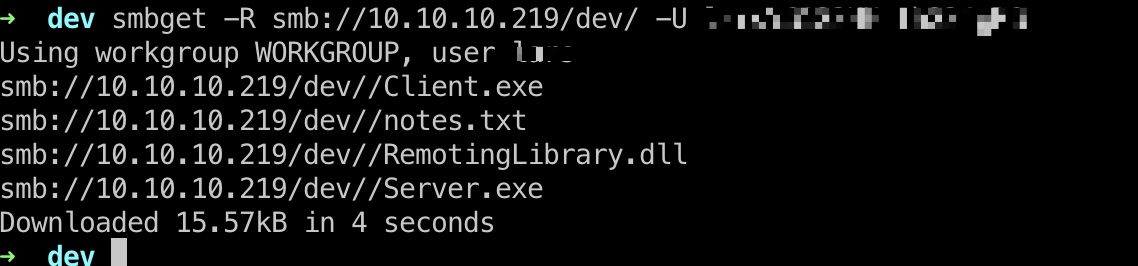 → dev smbget -R smb://10.10.10.219/dev/ -U
Using workgroup WORKGROUP, user
smb://10.10.10.219/dev//Client.exe
smb://10.10.10.219/dev//notes.txt
smb://10.10.10.219/dev//RemotingLibrary.dll
smb://10.10.10.219/dev//Server.exe
Downloaded 15.57kB in 4 seconds
→ dev